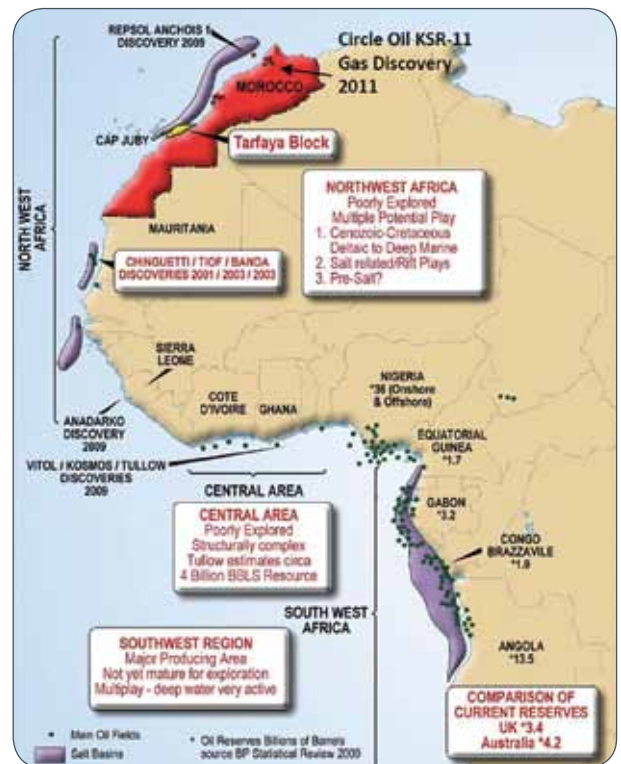 REPSOL ANCHOIS 1
DISCOVERY 2009
Circle Oil KSR-11
Gas Discovery
2011
MOROCCO
CAP JUBY
Tarfaya Block
NORTH WEST
AFRICA
NORTHWEST AFRICA
Poorly Explored
Multiple Potential Play
1. Cenozoio-Cretaceous
Deltaic to Deep Marine
2. Salt related/Rift Plays
3. Pre-Salt?
MAURITANIA
CHINGUETTI / TIOF / BANDA
DISCOVERIES 2001 / 2003 / 2003
SIERRA
LEONE
COTE
D'IVOIRE
GHANA
NIGERIA
*36 (Onshore
& Offshore)
ANADARKO
DISCOVERY
2009
EQUATORIAL
GUINEA
*1.7
VITOL / KOSMOS / TULLOW
DISCOVERIES
2009
CENTRAL AREA
GABON
*3.2
CENTRAL AREA
Poorly Explored
Structurally complex
Tullow estimates circa
4 Billion BBLS Resource
CONGO
BRAZZAVILE
*1.9
SOUTH WEST
AFRICA
SOUTHWEST REGION
Major Producing Area
Not yet mature for exploration
Multiplay - deep water very active
ANGOLA
*13.5
COMPARISON OF
CURRENT RESERVES
UK *3.4
Australia *4.2
Main Oil Fields
Salt Basins
* Oil Reserves Billions of Barrels
source BP Statistical Review 2009